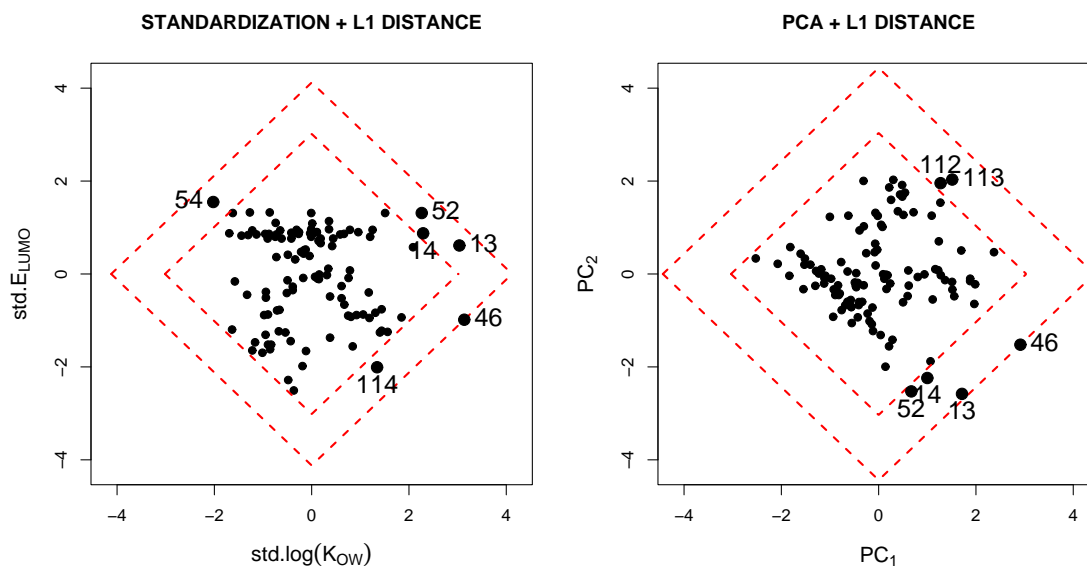 STANDARDIZATION + L1 DISTANCE
4
2
0
−2
−4
std.E_LUMO
54
52
14
13
46
114
−4 −2 0 2 4
std.log(K_OW)
PCA + L1 DISTANCE
4
2
0
−2
−4
PC_2
112
113
46
14
52
13
−4 −2 0 2 4
PC_1